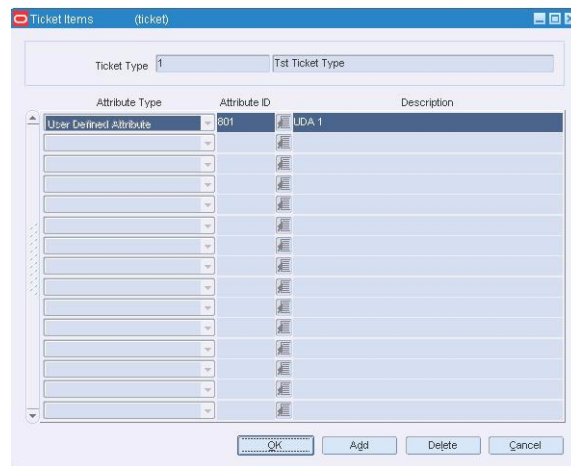 Ticket Items (ticket)
Ticket Type 1 Tst Ticket Type
Attribute Type Attribute ID Description
User Defined Attribute 801 UDA 1
OK Add Delete Cancel